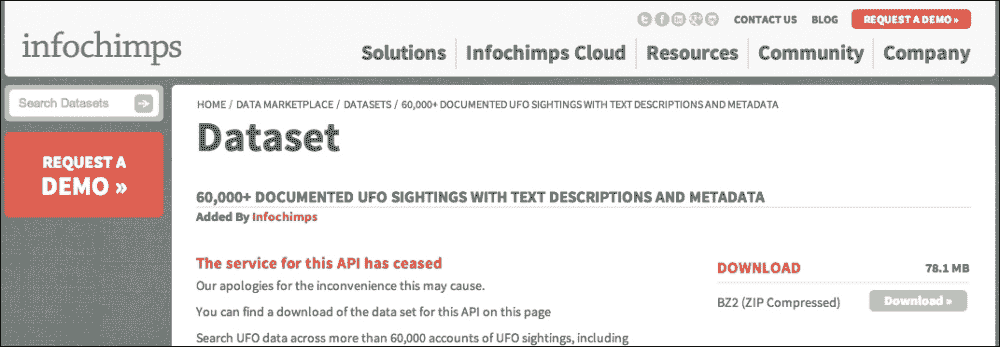 CONTACT US BLOG REQUEST A DEMO »
infochimps
Solutions Infochimps Cloud Resources Community Company
Search Datasets
HOME / DATA MARKETPLACE / DATASETS / 60,000+ DOCUMENTED UFO SIGHTINGS WITH TEXT DESCRIPTIONS AND METADATA
Dataset
REQUEST A
DEMO »
60,000+ DOCUMENTED UFO SIGHTINGS WITH TEXT DESCRIPTIONS AND METADATA
Added By Infochimps
The service for this API has ceased
Our apologies for the inconvenience this may cause.
You can find a download of the data set for this API on this page
Search UFO data across more than 60,000 accounts of UFO sightings, including
DOWNLOAD 78.1 MB
BZ2 (ZIP Compressed) Download »